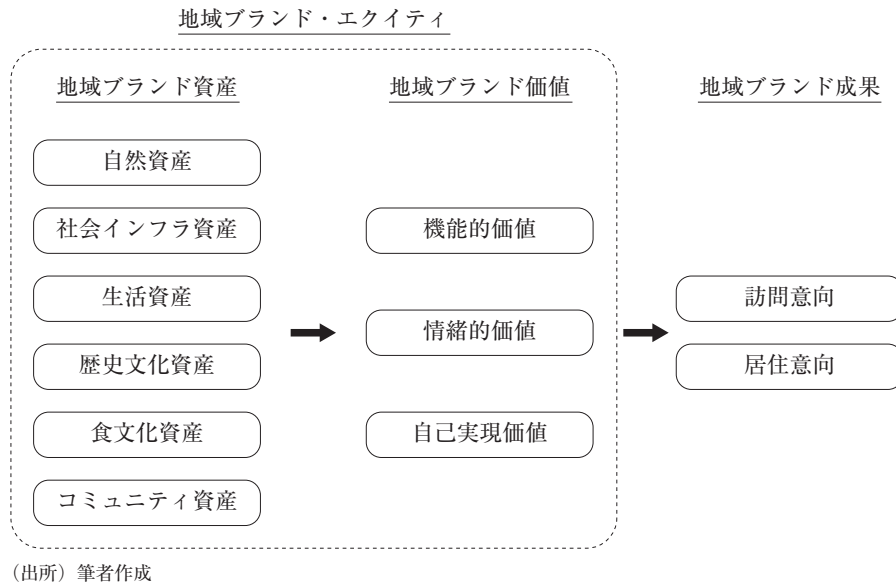 地域ブランド・エクイティ
地域ブランド資産
自然資産
社会インフラ資産
生活資産
歴史文化資産
食文化資産
コミュニティ資産
地域ブランド価値
機能的価値
情緒的価値
自己実現価値
地域ブランド成果
訪問意向
居住意向
（出所）筆者作成